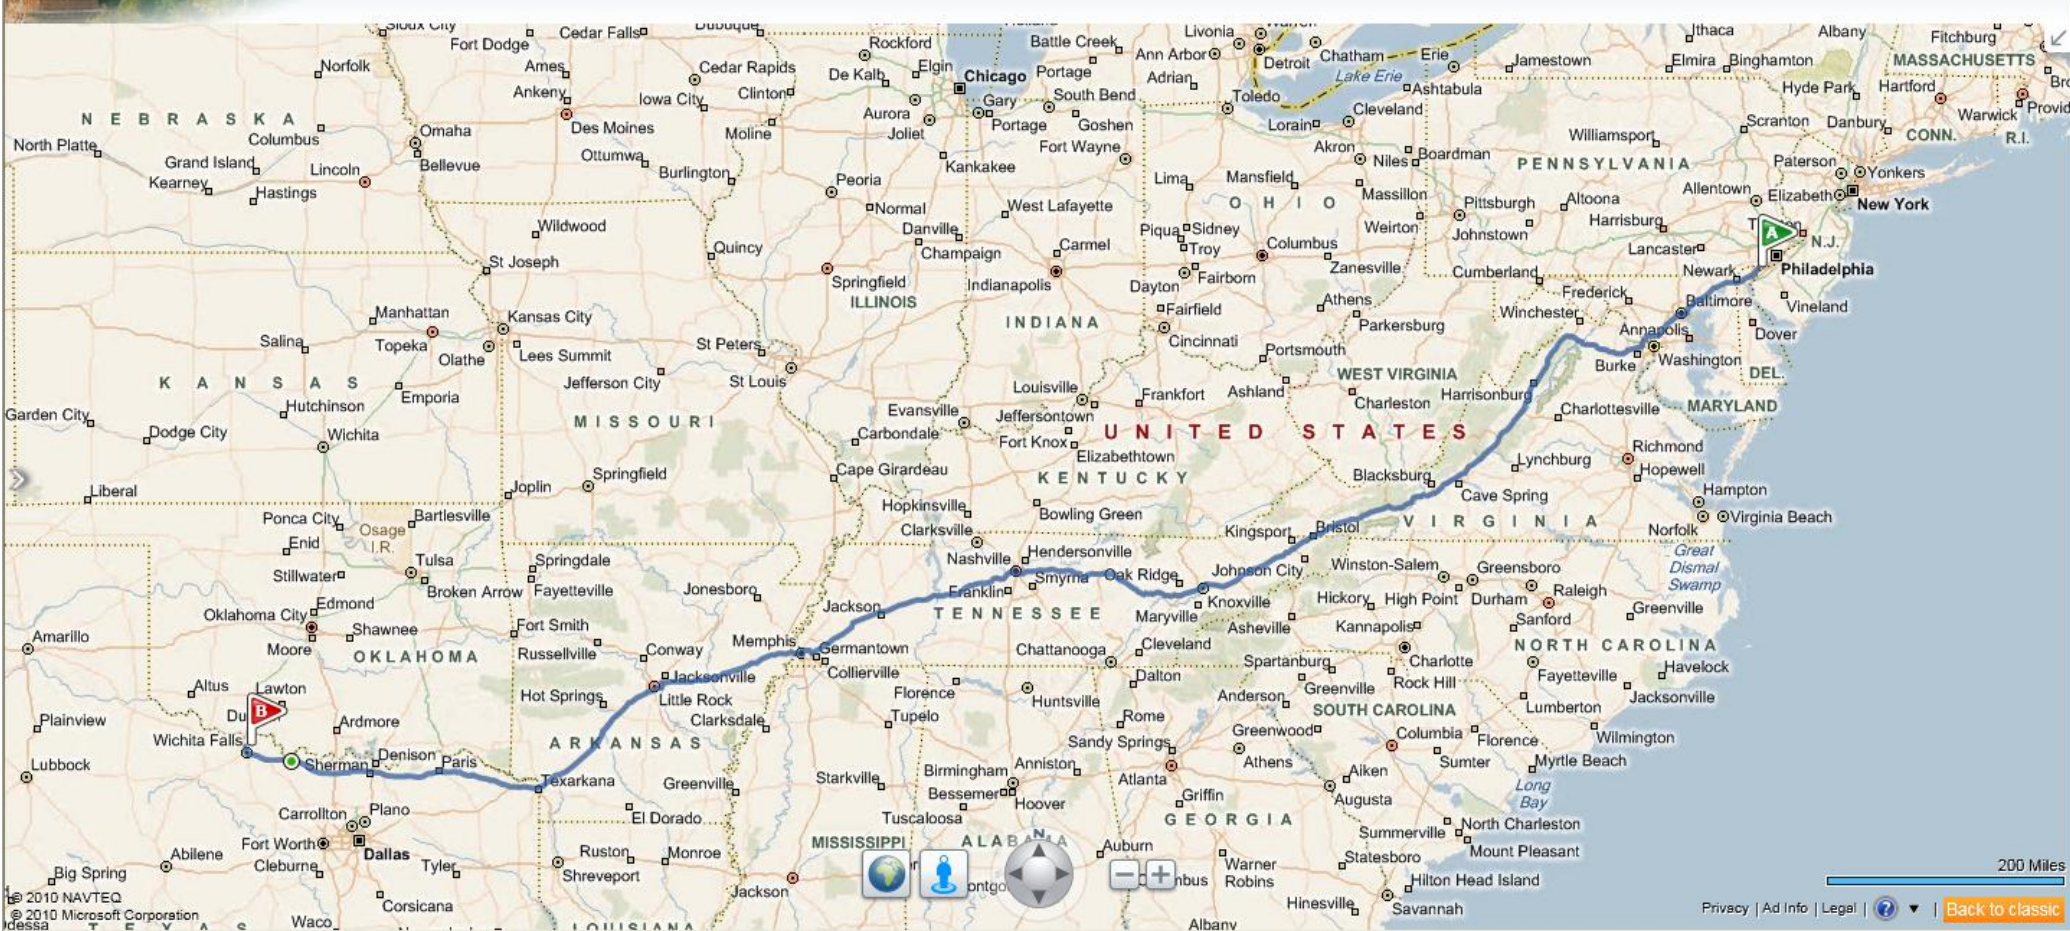 Sioux City
Fort Dodge
Cedar Falls
Dubuque
Rockford
Battle Creek
Livonia
Warren
Ann Arbor
Detroit
Chatham
Erie
Lake Erie
Jamestown
Ithaca
Elmira
Binghamton
Albany
Fitchburg
MASSACHUSETTS
Norfolk
Ames
Ankeny
Cedar Rapids
Iowa City
Clinton
De Kalb
Elgin
Chicago
Portage
Adrian
Toledo
Ashtabula
Hyde Park
Hartford
NEBRASKA
Columbus
Omaha
Des Moines
Moline
Aurora
Joliet
Gary
Portage
South Bend
Goshen
Lorain
Cleveland
Williamsport
Scranton
Danbury
Warwick
CONN.
R.I.
North Platte
Grand Island
Kearney
Hastings
Lincoln
Bellevue
Ottumwa
Burlington
Kankakee
Fort Wayne
Akron
Niles
Boardman
PENNSYLVANIA
Paterson
Yonkers
Peoria
Normal
West Lafayette
Lima
Mansfield
Massillon
Allentown
Elizabeth
New York
OHIO
Wildwood
Danville
Champaign
Piqua
Sidney
Troy
Columbus
Weirton
Pittsburgh
Altoona
Johnstown
Harrisburg
Lancaster
A
N.J.
Quincy
St Joseph
Springfield
ILLINOIS
Carmel
Indianapolis
Dayton
Fairborn
Zanesville
Cumberland
Newark
Philadelphia
Manhattan
Kansas City
INDIANA
Fairfield
Cincinnati
Athens
Parkersburg
Frederick
Winchester
Baltimore
Vineland
Annapolis
Dover
Salina
Topeka
Olathe
Lees Summit
St Peters
Portsmouth
Burke
Washington
DEL.
KANSAS
Jefferson City
St Louis
Louisville
Jeffersontown
Frankfort
Ashland
WEST VIRGINIA
Charleston
Harrisonburg
Charlottesville
MARYLAND
Garden City
Hutchinson
Emporia
MISSOURI
Evansville
Carbondale
Fort Knox
UNITED STATES
Dodge City
Wichita
Elizabethtown
Richmond
Hopewell
Lynchburg
Liberal
Joplin
Springfield
Cape Girardeau
KENTUCKY
Blacksburg
Cave Spring
Hampton
Virginia Beach
Norfolk
Ponca City
Bartlesville
Osage
I.R.
Enid
Hopkinsville
Clarksville
Bowling Green
Kingsport
Bristol
VIRGINIA
Great
Dismal
Swamp
Stillwater
Tulsa
Broken Arrow
Springdale
Fayetteville
Nashville
Hendersonville
Smyrna
Oak Ridge
Johnson City
Winston-Salem
Greensboro
Oklahoma City
Edmond
Jonesboro
Jackson
Franklin
TENNESSEE
Knoxville
Maryville
Hickory
High Point
Durham
Raleigh
Greenville
Amarillo
Shawnee
Moore
OKLAHOMA
Fort Smith
Russellville
Conway
Memphis
Germantown
Collierville
Chattanooga
Cleveland
Asheville
Kannapolis
Sanford
NORTH CAROLINA
Altus
Lawton
Du
B
Hot Springs
Jacksonville
Little Rock
Clarksdale
Florence
Huntsville
Dalton
Spartanburg
Anderson
Greenville
Charlotte
Rock Hill
Fayetteville
Havelock
Jacksonville
Plainview
Ardmore
ARKANSAS
Tupelo
Rome
SOUTH CAROLINA
Lumberton
Wichita Falls
Sherman
Denison
Paris
Texarkana
Greenville
Sandy Springs
Greenwood
Columbia
Florence
Wilmington
Lubbock
Starkville
Birmingham
Anniston
Atlanta
Athens
Aiken
Sumter
Myrtle Beach
Carrollton
Plano
El Dorado
Bessemer
Hoover
Tuscaloosa
Griffin
Augusta
Long
Bay
Fort Worth
Dallas
MISSISSIPPI
ALABAMA
N
GEORGIA
Summerville
North Charleston
Mount Pleasant
Abilene
Cleburne
Tyler
Ruston
Monroe
Shreveport
Auburn
Warner
Robins
Statesboro
Big Spring
Corsicana
Jackson
Hinesville
Hilton Head Island
Savannah
Waco
LOUISIANA
Albany
TEXAS
200 Miles
© 2010 NAVTEQ
© 2010 Microsoft Corporation
Privacy | Ad Info | Legal | ? ▼ | Back to classic